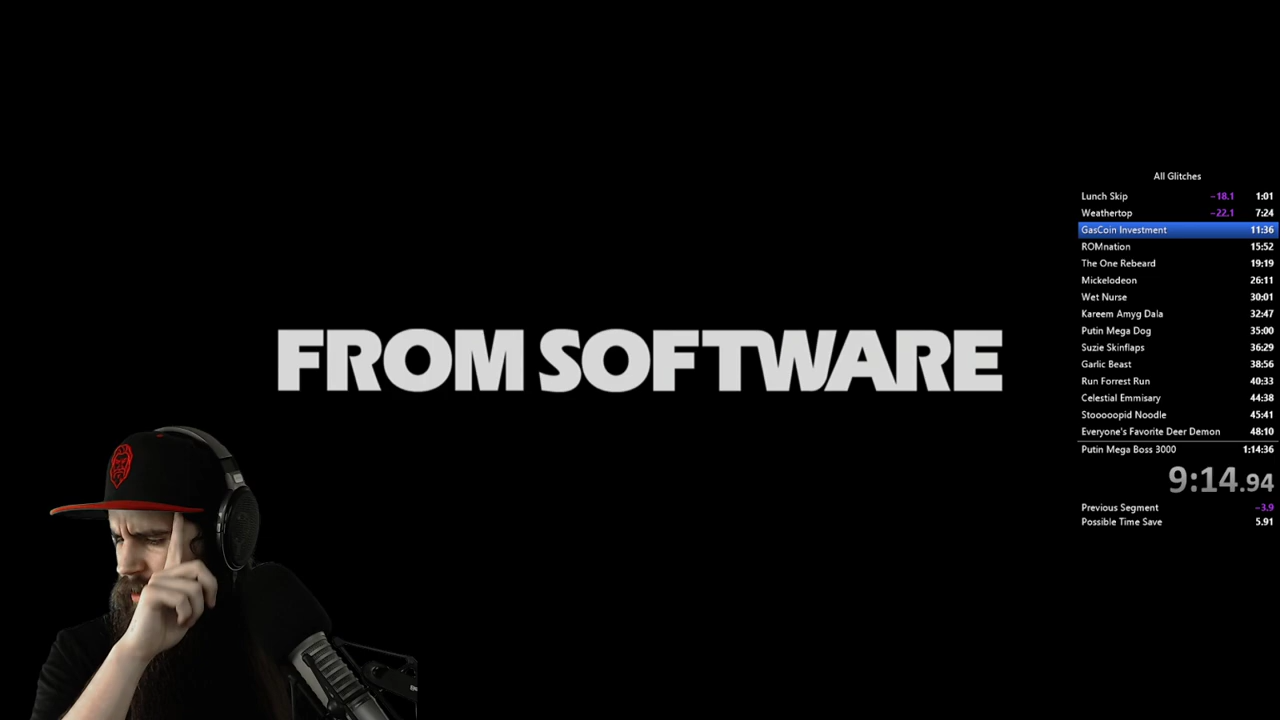 FROM SOFTWARE
All Glitches
Lunch Skip −18.1 1:01
Weathertop −22.1 7:24
GasCoin Investment 11:36
ROMnation 15:52
The One Rebeard 19:19
Mickelodeon 26:11
Wet Nurse 30:01
Kareem Amyg Dala 32:47
Putin Mega Dog 35:00
Suzie Skinflaps 36:29
Garlic Beast 38:56
Run Forrest Run 40:33
Celestial Emmisary 44:38
Stooooopid Noodle 45:41
Everyone's Favorite Deer Demon 48:10
Putin Mega Boss 3000 1:14:36
9:14.94
Previous Segment −3.9
Possible Time Save 5.91